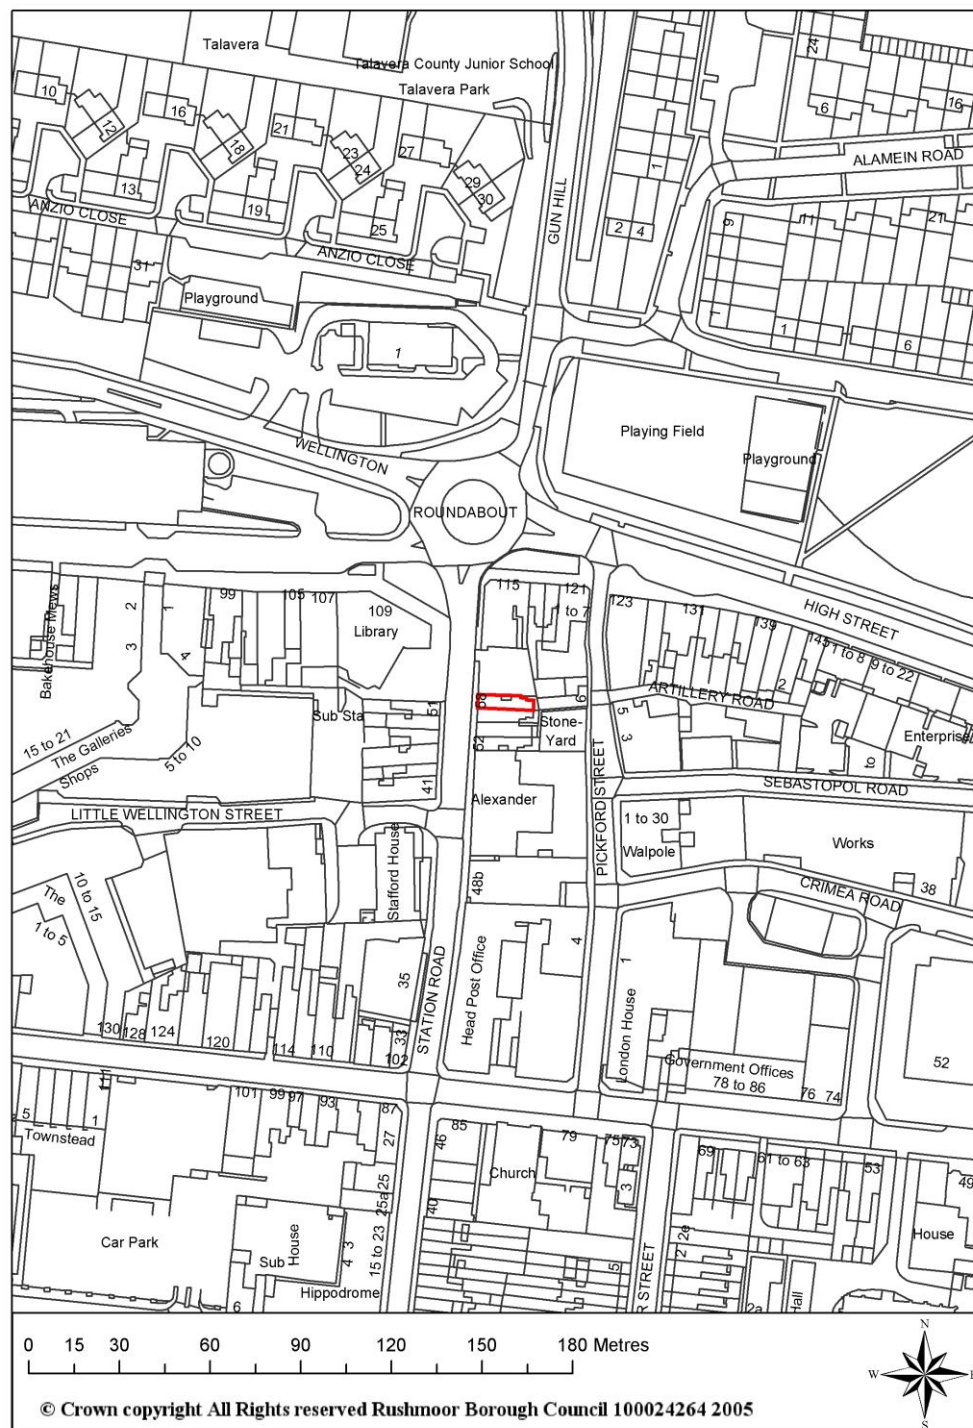 Talavera
Talavera County Junior School
Talavera Park
24
10
12
16
18
21
23
24
27
29
30
6
16
1
ALAMEIN ROAD
13
19
25
ANZIO CLOSE
ANZIO CLOSE
GUN HILL
2 4
9
11
21
31
Playground
1
1
1
6
WELLINGTON
Playing Field
Playground
ROUNDABOUT
Bakehouse Mews
2
3
1
4
99
105
107
109
Library
115
121
1 to 7
123
131
139
145
1 to 8
9 to 22
HIGH STREET
58
9
ARTILLERY ROAD
2
Sub Sta
51
52
Stone-
Yard
5
3
Enterprise
to
15 to 21
The Galleries
Shops
5 to 10
41
SEBASTOPOL ROAD
LITTLE WELLINGTON STREET
Alexander
PICKFORD STREET
1 to 30
Walpole
Works
Stafford House
48b
CRIMEA ROAD
38
The
10 to 15
1 to 5
35
STATION ROAD
Head Post Office
4
1
London House
130
128
124
120
114
110
33
102
Government Offices
78 to 86
76
74
52
5
1
111
101
99
97
93
87
27
46
85
79
75
73
69
61 to 63
53
49
Townstead
Church
3
25
25a
40
2e
2
House
Car Park
Sub
House
3
4
15 to 23
5
R STREET
6
Hippodrome
2a
Hall
0 15 30 60 90 120 150 180 Metres
N
W
E
S
© Crown copyright All Rights reserved Rushmoor Borough Council 100024264 2005